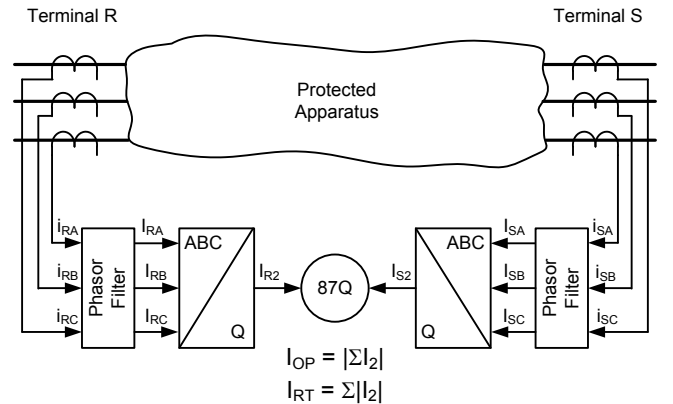 Terminal R
Terminal S
Protected
Apparatus
iRA
iRB
iRC
Phasor
Filter
IRA
IRB
IRC
ABC
Q
IR2
87Q
IS2
ABC
Q
ISA
ISB
ISC
Phasor
Filter
iSA
iSB
iSC
IOP = |ΣI2|
IRT = Σ|I2|